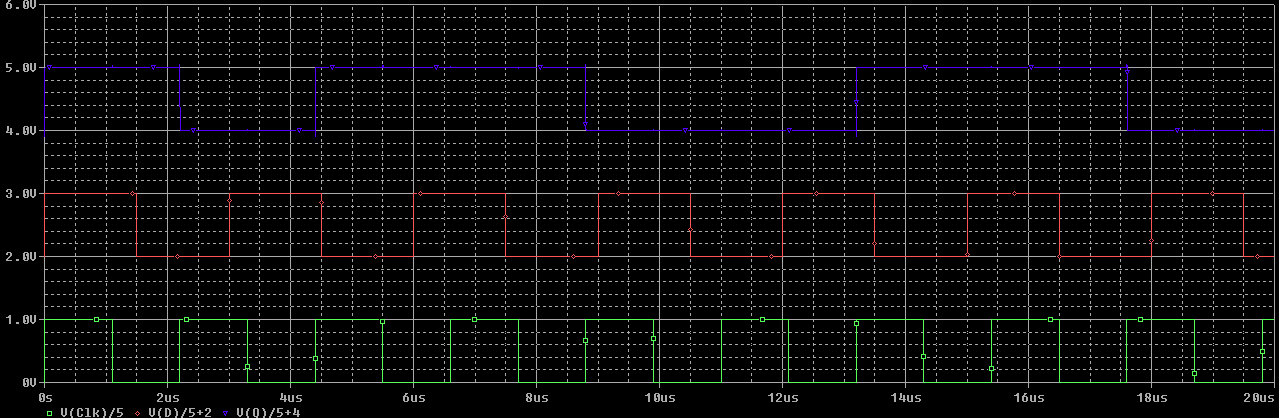 6.0V
5.0V
4.0V
3.0V
2.0V
1.0V
0V
0s 2us 4us 6us 8us 10us 12us 14us 16us 18us 20us
V(Clk)/5 V(D)/5+2 V(Q)/5+4